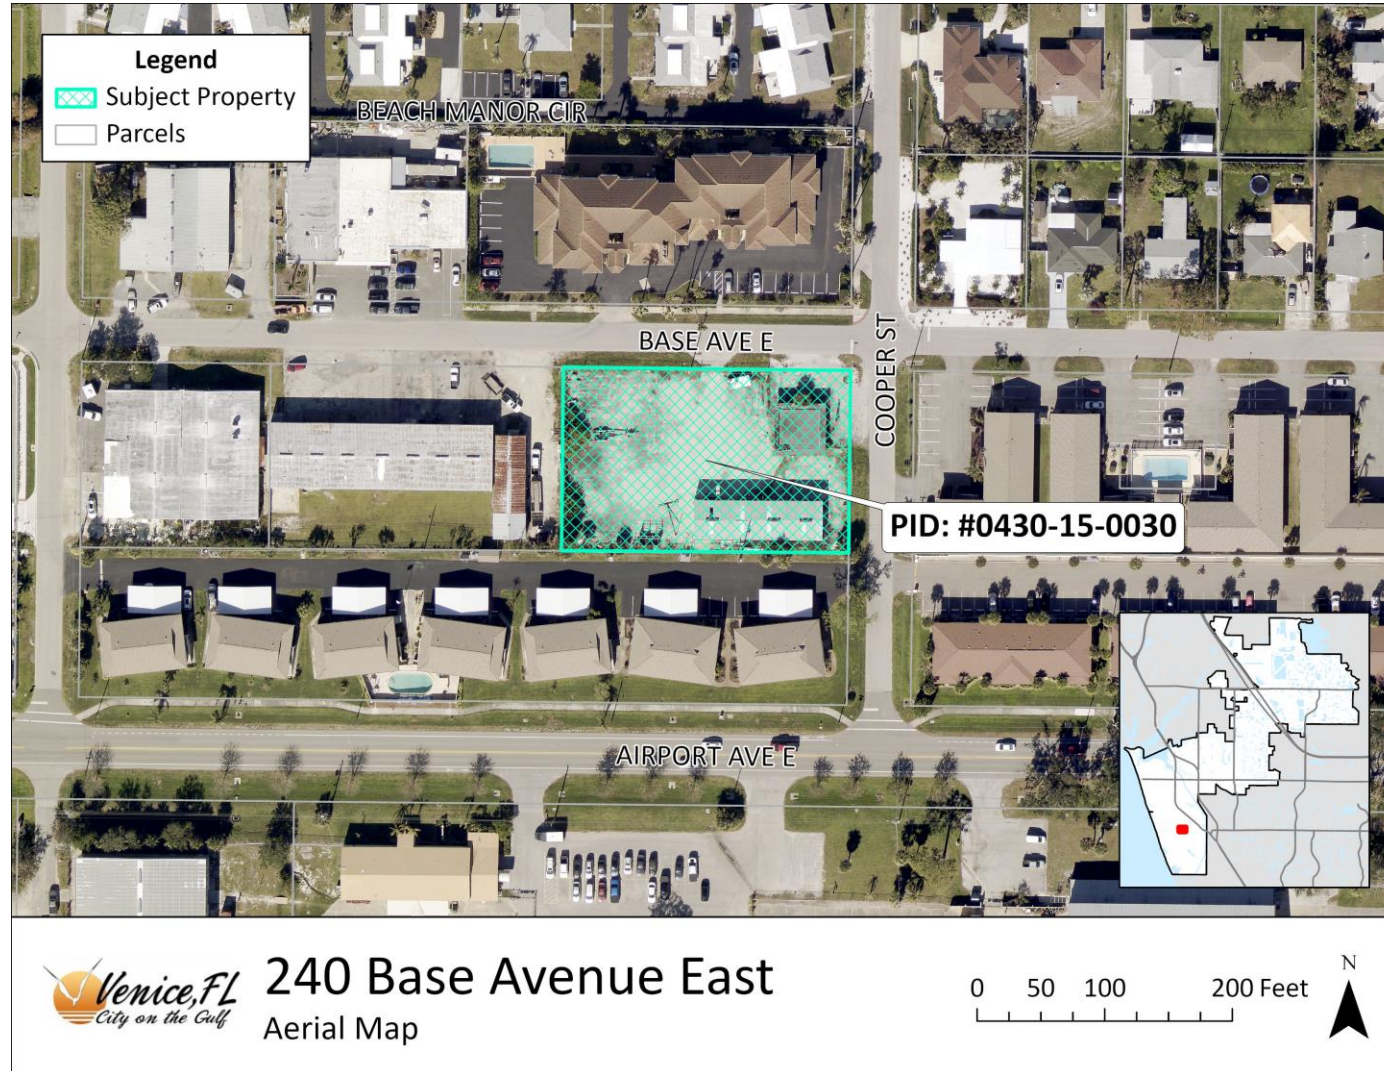 Legend
Subject Property
Parcels
BEACH MANOR CIR
BASE AVE E
COOPER ST
PID: #0430-15-0030
AIRPORT AVE E
Venice, FL
City on the Gulf
240 Base Avenue East
Aerial Map
0 50 100 200 Feet
N